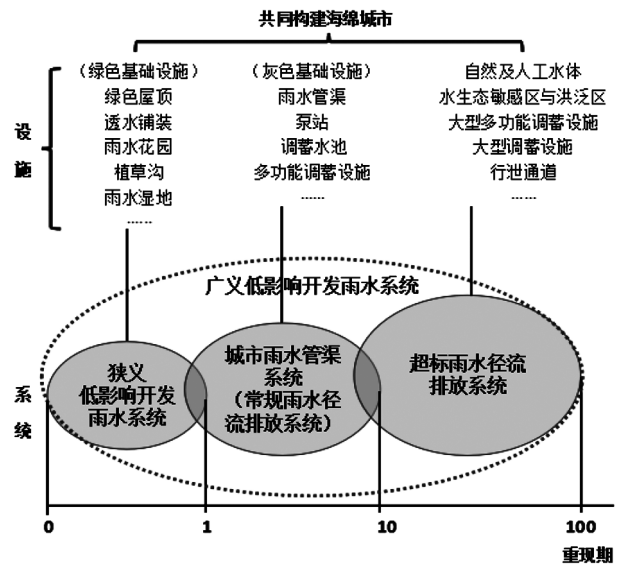 共同构建海绵城市
设施
（绿色基础设施）
绿色屋顶
透水铺装
雨水花园
植草沟
雨水湿地
……
（灰色基础设施）
雨水管渠
泵站
调蓄水池
多功能调蓄设施
……
自然及人工水体
水生态敏感区与洪泛区
大型多功能调蓄设施
大型调蓄设施
行泄通道
……
广义低影响开发雨水系统
系统
狭义
低影响开发
雨水系统
城市雨水管渠
系统
（常规雨水径
流排放系统）
超标雨水径流
排放系统
0
1
10
100
重现期